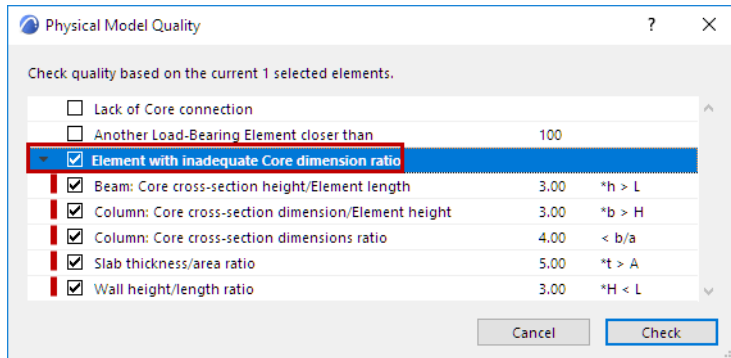 Physical Model Quality ?
Check quality based on the current 1 selected elements.
Lack of Core connection
Another Load-Bearing Element closer than 100
Element with inadequate Core dimension ratio
Beam: Core cross-section height/Element length 3.00 *h > L
Column: Core cross-section dimension/Element height 3.00 *b > H
Column: Core cross-section dimensions ratio 4.00 < b/a
Slab thickness/area ratio 5.00 *t > A
Wall height/length ratio 3.00 *H < L
Cancel Check